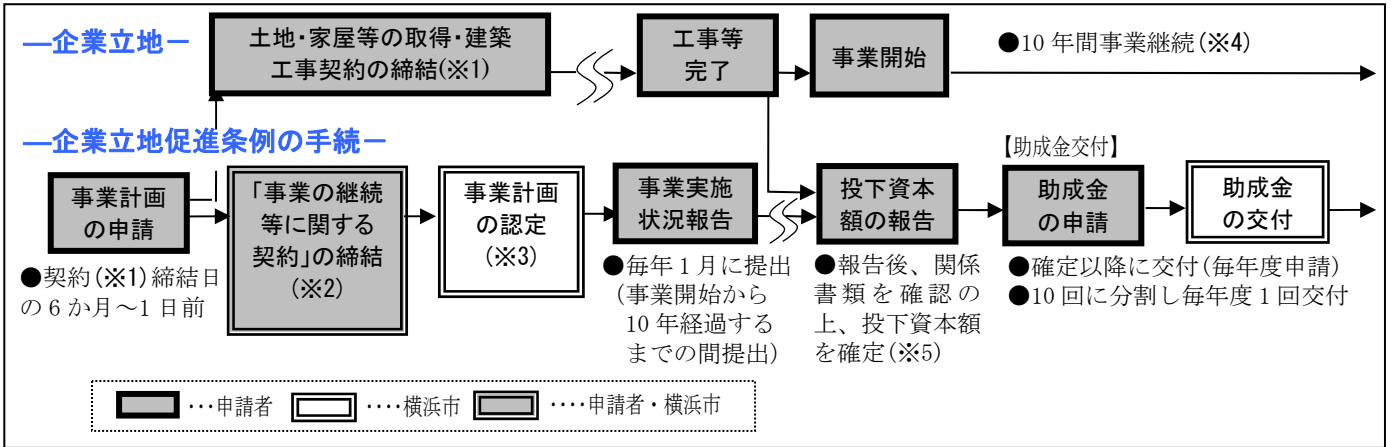 ―企業立地－
土地・家屋等の取得・建築
工事契約の締結(※1)
工事等
完了
事業開始
●10年間事業継続(※4)
―企業立地促進条例の手続－
事業計画
の申請
●契約(※1)締結日
の6か月～1日前
「事業の継続
等に関する
契約」の締結
(※2)
事業計画
の認定
(※3)
事業実施
状況報告
●毎年1月に提出
(事業開始から
10年経過する
までの間提出)
投下資本
額の報告
●報告後、関係
書類を確認の
上、投下資本額
を確定(※5)
【助成金交付】
助成金
の申請
助成金
の交付
●確定以降に交付(毎年度申請)
●10回に分割し毎年度1回交付
･･･申請者
････横浜市
････申請者・横浜市